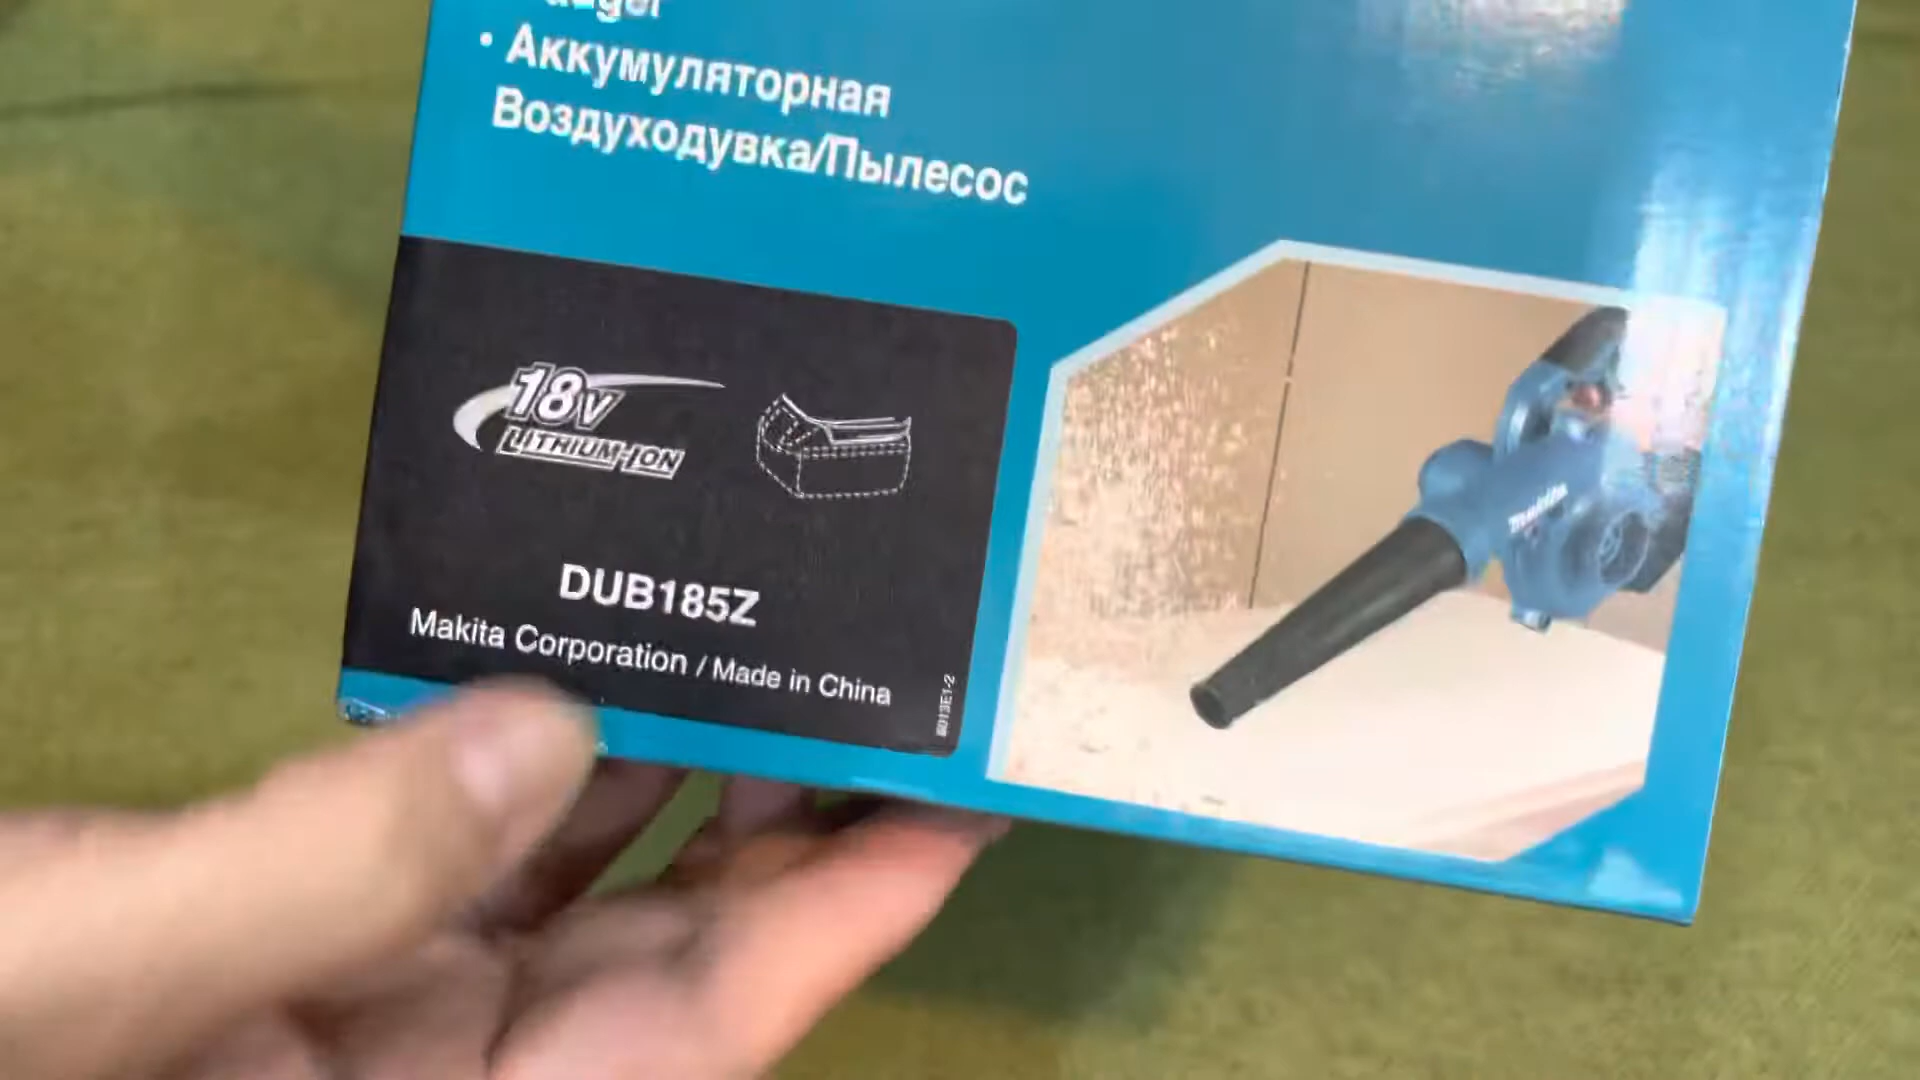 • Аккумуляторная
Воздуходувка/Пылесос
18V
LITHIUM-ION
DUB185Z
Makita Corporation / Made in China
makita